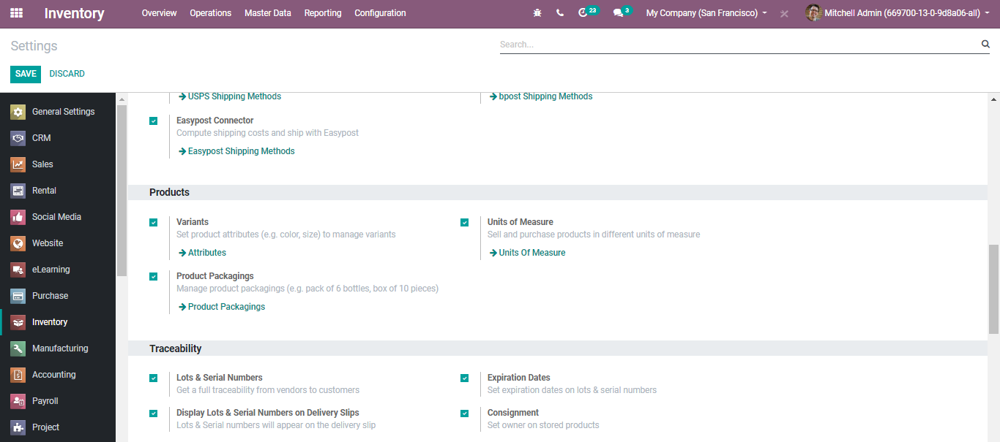 Inventory
Overview
Operations
Master Data
Reporting
Configuration
23
3
My Company (San Francisco)
Mitchell Admin (669700-13-0-9d8a06-all)
Settings
Search...
SAVE
DISCARD
General Settings
CRM
Sales
Rental
Social Media
Website
eLearning
Purchase
Inventory
Manufacturing
Accounting
Payroll
Project
USPS Shipping Methods
bpost Shipping Methods
Easypost Connector
Compute shipping costs and ship with Easypost
Easypost Shipping Methods
Products
Variants
Set product attributes (e.g. color, size) to manage variants
Attributes
Units of Measure
Sell and purchase products in different units of measure
Units Of Measure
Product Packagings
Manage product packagings (e.g. pack of 6 bottles, box of 10 pieces)
Product Packagings
Traceability
Lots & Serial Numbers
Get a full traceability from vendors to customers
Expiration Dates
Set expiration dates on lots & serial numbers
Display Lots & Serial Numbers on Delivery Slips
Lots & Serial numbers will appear on the delivery slip
Consignment
Set owner on stored products